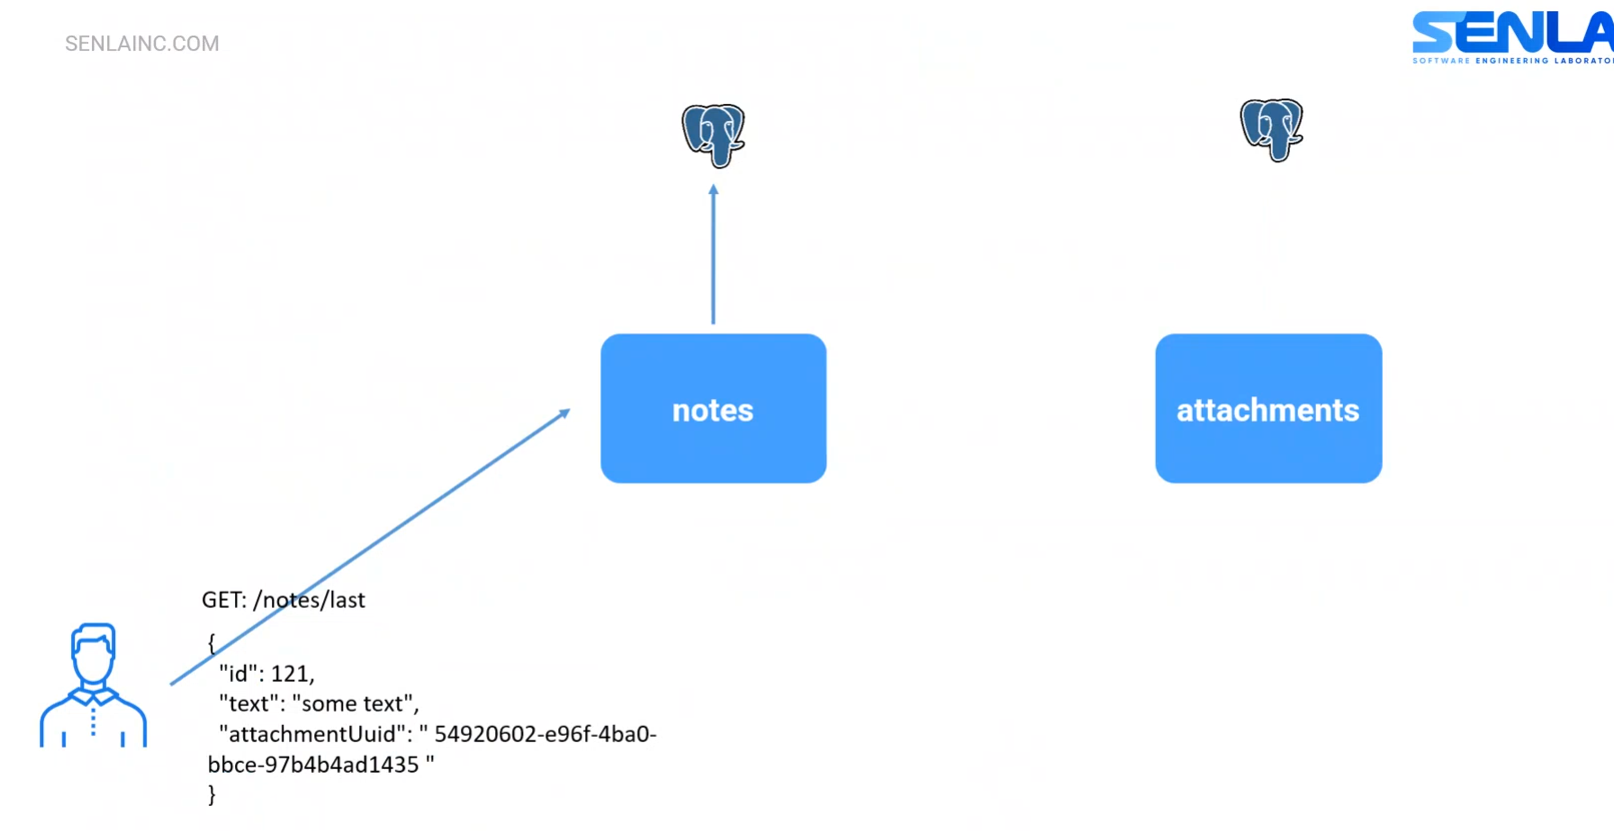 SENLAINC.COM
SENLA
SOFTWARE ENGINEERING LABORATO
notes
attachments
GET: /notes/last
{
"id": 121,
"text": "some text",
"attachmentUuid": " 54920602-e96f-4ba0-
bbce-97b4b4ad1435 "
}